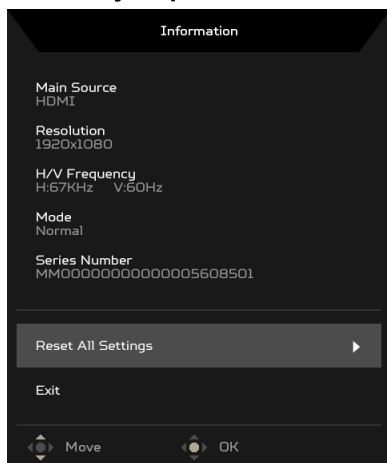 Information
Main Source
HDMI
Resolution
1920x1080
H/V Frequency
H:67KHz V:60Hz
Mode
Normal
Series Number
MM00000000000005608501
Reset All Settings
Exit
Move OK